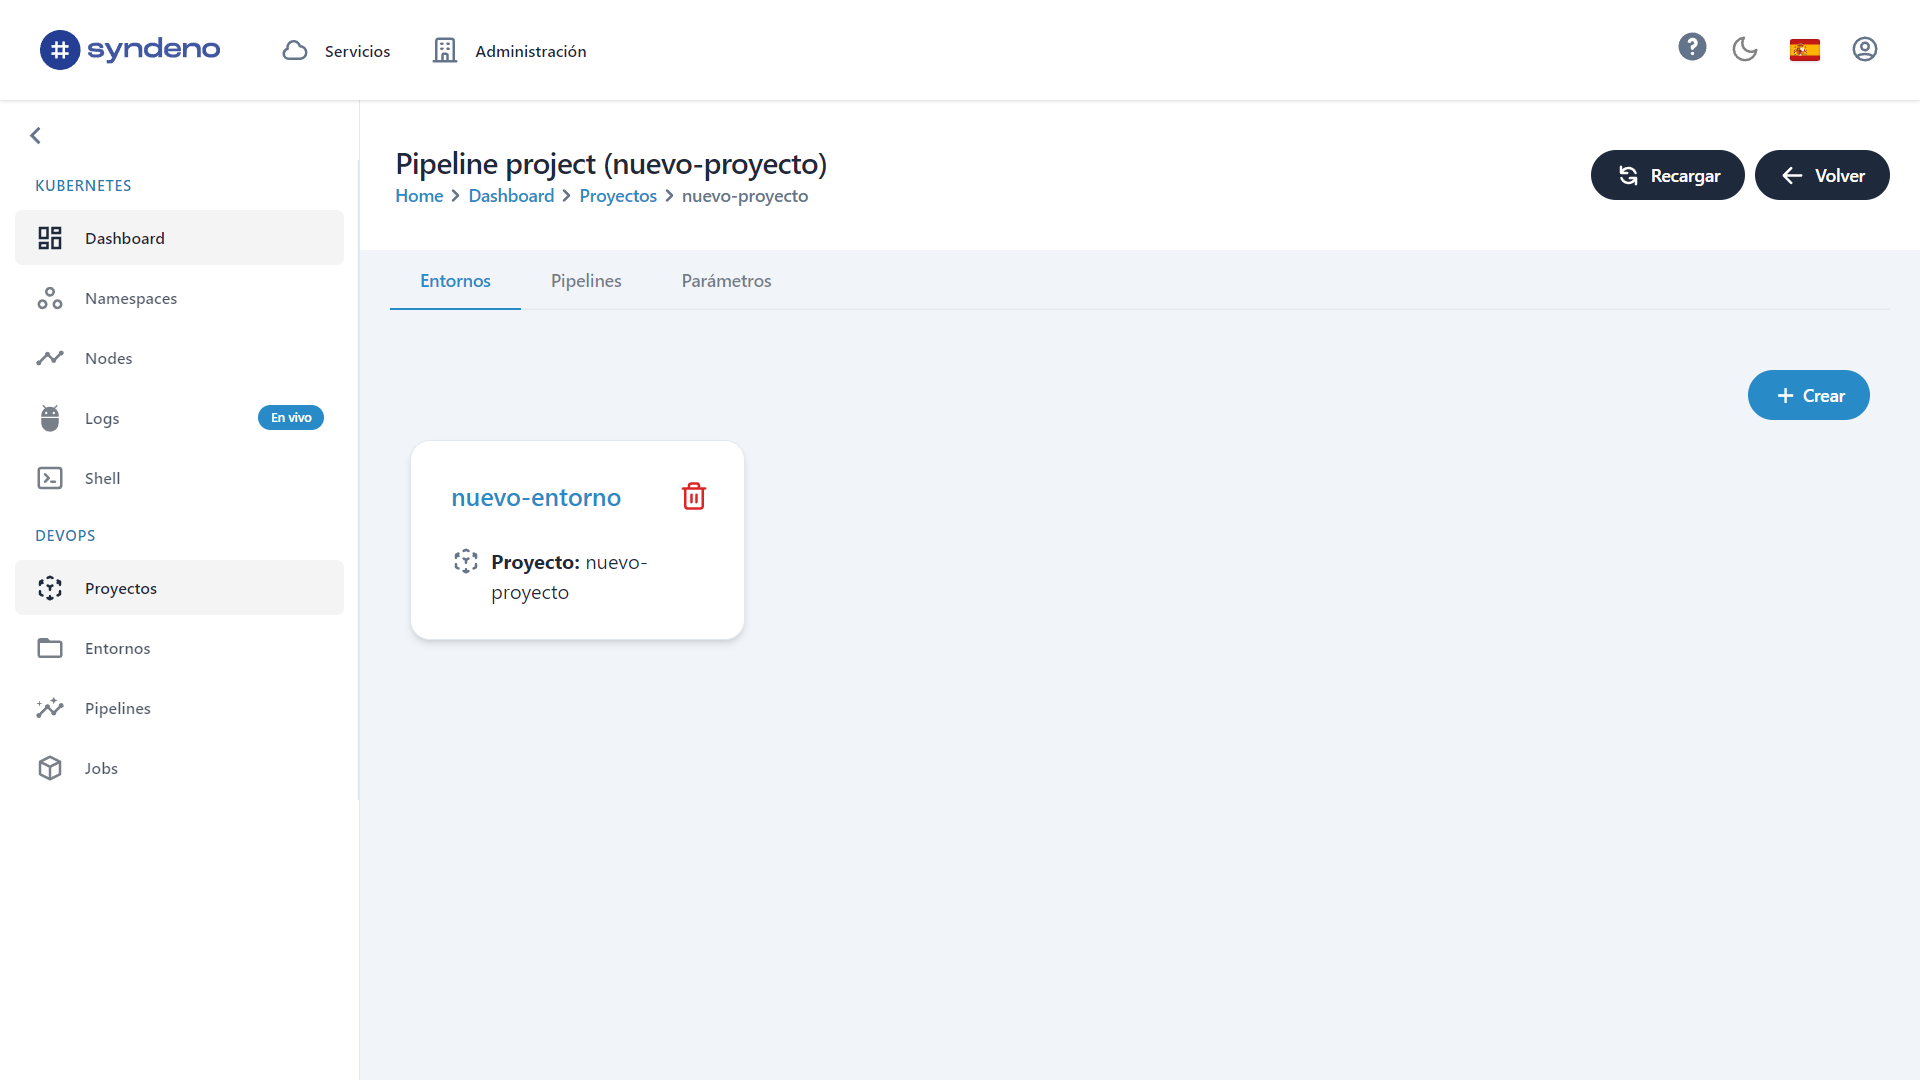 syndeno
Servicios
Administración
KUBERNETES
Dashboard
Namespaces
Nodes
Logs
En vivo
Shell
DEVOPS
Proyectos
Entornos
Pipelines
Jobs
Pipeline project (nuevo-proyecto)
Home > Dashboard > Proyectos > nuevo-proyecto
Recargar
Volver
Entornos
Pipelines
Parámetros
+ Crear
nuevo-entorno
Proyecto: nuevo-
proyecto